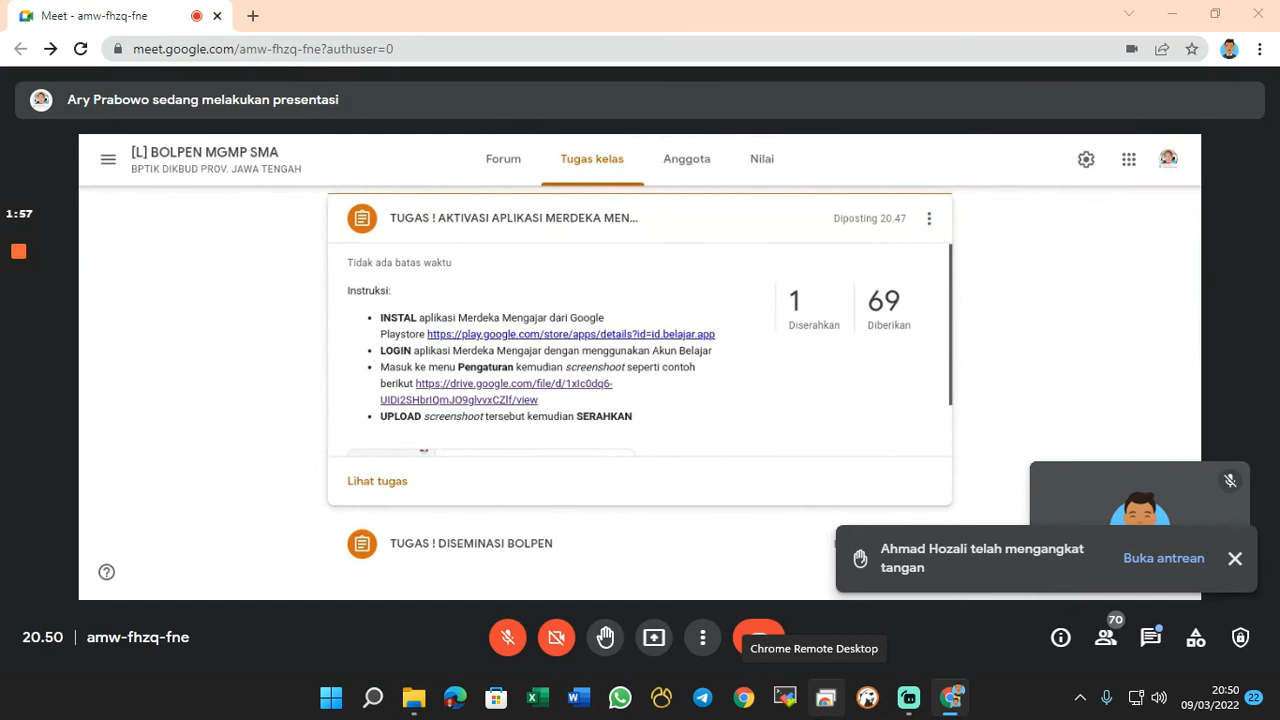 Meet - amw-fhzq-fne
meet.google.com/amw-fhzq-fne?authuser=0
Ary Prabowo sedang melakukan presentasi
[L] BOLPEN MGMP SMA
BPTIK DIKBUD PROV. JAWA TENGAH
Forum
Tugas kelas
Anggota
Nilai
1:57
TUGAS ! AKTIVASI APLIKASI MERDEKA MEN...
Diposting 20.47
Tidak ada batas waktu
Instruksi:
INSTAL aplikasi Merdeka Mengajar dari Google
Playstore https://play.google.com/store/apps/details?id=id.belajar.app
LOGIN aplikasi Merdeka Mengajar dengan menggunakan Akun Belajar
Masuk ke menu Pengaturan kemudian screenshoot seperti contoh
berikut https://drive.google.com/file/d/1xIc0dq6-
UIDi2SHbrIQmJO9glvvxCZlf/view
UPLOAD screenshoot tersebut kemudian SERAHKAN
1
Diserahkan
69
Diberikan
Lihat tugas
TUGAS ! DISEMINASI BOLPEN
Ahmad Hozali telah mengangkat
tangan
Buka antrean
20.50
amw-fhzq-fne
70
Chrome Remote Desktop
20:50
09/03/2022
22